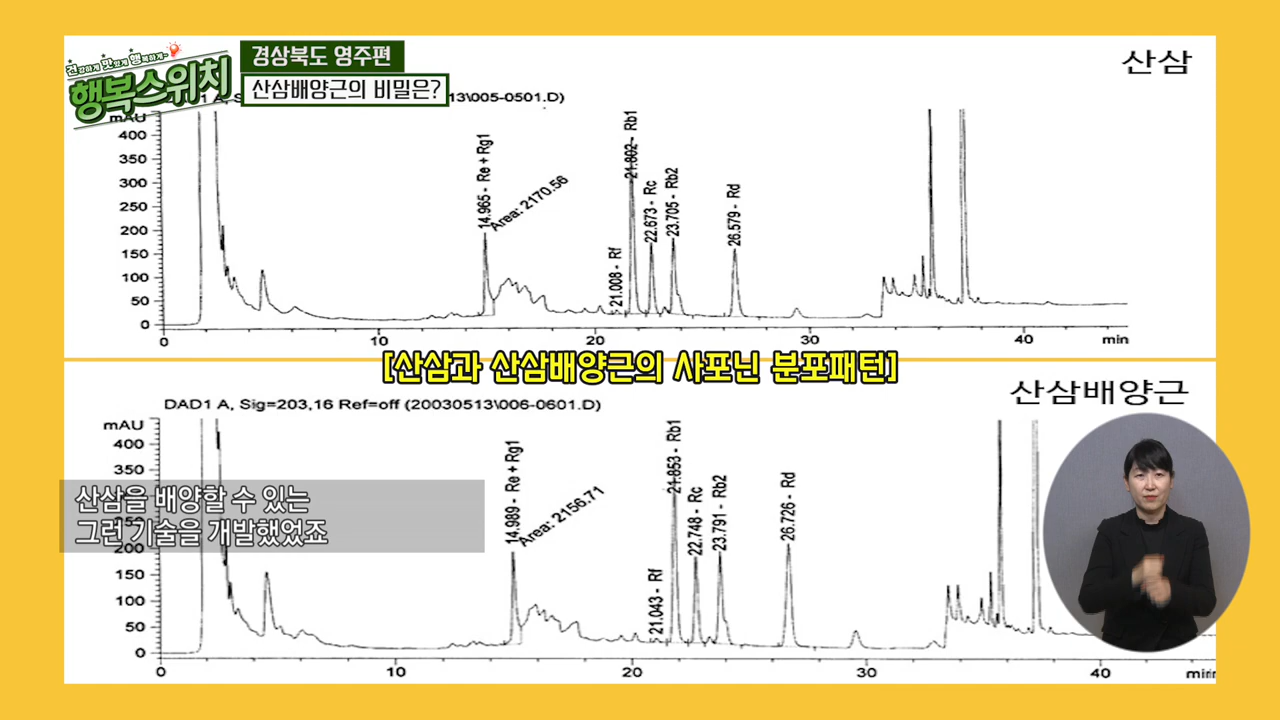 건강하게 맛있게 행복하게~
행복스위치
경상북도 영주편
산삼배양근의 비밀은?
산삼
1 A, S
13\005-0501.D)
mAU
400
350
300
250
200
150
100
50
0
14.965 - Re + Rg1
Area: 2170.56
21.008 - Rf
21.802 - Rb1
22.673 - Rc
23.705 - Rb2
26.579 - Rd
0 10 20 30 40 min
[산삼과 산삼배양근의 사포닌 분포패턴]
산삼배양근
DAD1 A, Sig=203,16 Ref=off (20030513\006-0601.D)
mAU
400
350
200
150
100
50
0
14.989 - Re + Rg1
Area: 2156.71
21.043 - Rf
21.853 - Rb1
22.748 - Rc
23.791 - Rb2
26.726 - Rd
산삼을 배양할 수 있는
그런 기술을 개발했었죠
0 10 20 30 40